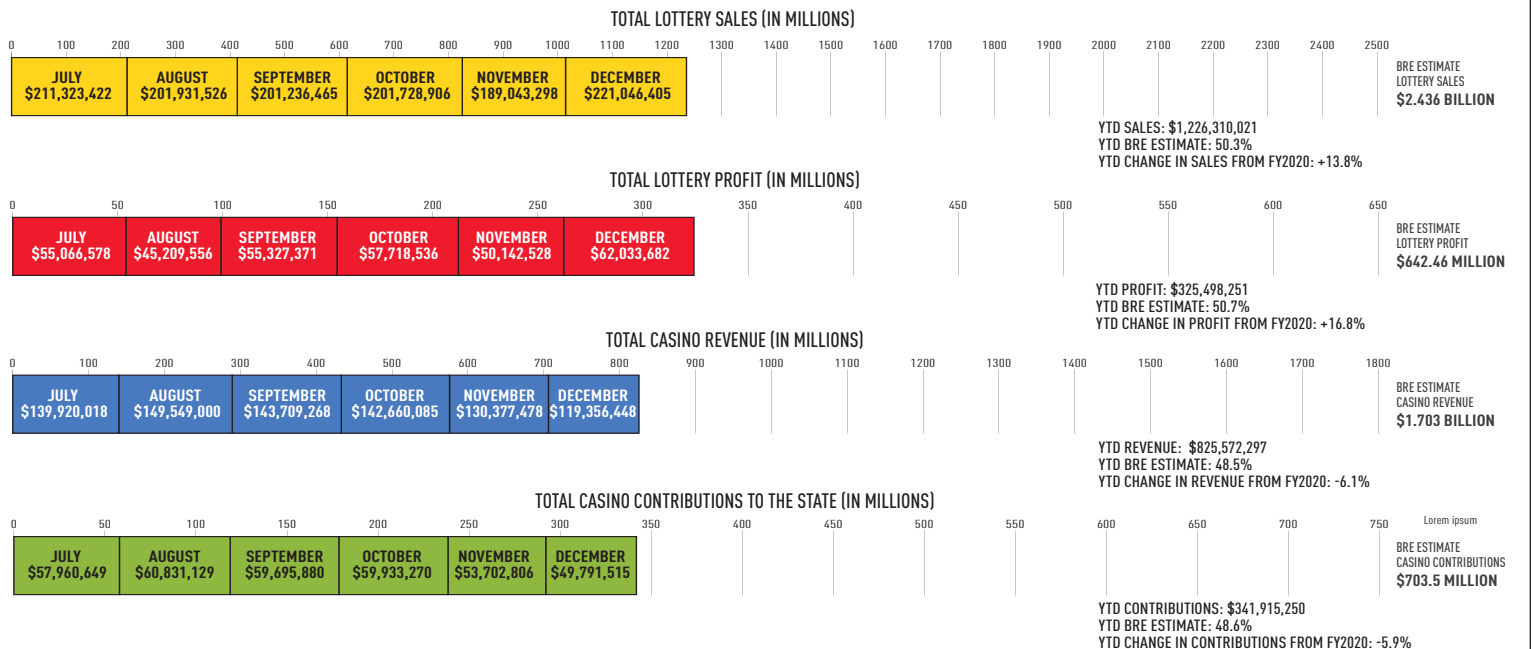 TOTAL LOTTERY SALES (IN MILLIONS)
0 100 200 300 400 500 600 700 800 900 1000 1100 1200 1300 1400 1500 1600 1700 1800 1900 2000 2100 2200 2300 2400 2500
JULY AUGUST SEPTEMBER OCTOBER NOVEMBER DECEMBER
$211,323,422 $201,931,526 $201,236,465 $201,728,906 $189,043,298 $221,046,405
BRE ESTIMATE
LOTTERY SALES
$2.436 BILLION
YTD SALES: $1,226,310,021
YTD BRE ESTIMATE: 50.3%
YTD CHANGE IN SALES FROM FY2020: +13.8%
TOTAL LOTTERY PROFIT (IN MILLIONS)
0 50 100 150 200 250 300 350 400 450 500 550 600 650
JULY AUGUST SEPTEMBER OCTOBER NOVEMBER DECEMBER
$55,066,578 $45,209,556 $55,327,371 $57,718,536 $50,142,528 $62,033,682
BRE ESTIMATE
LOTTERY PROFIT
$642.46 MILLION
YTD PROFIT: $325,498,251
YTD BRE ESTIMATE: 50.7%
YTD CHANGE IN PROFIT FROM FY2020: +16.8%
TOTAL CASINO REVENUE (IN MILLIONS)
0 100 200 300 400 500 600 700 800 900 1000 1100 1200 1300 1400 1500 1600 1700 1800
JULY AUGUST SEPTEMBER OCTOBER NOVEMBER DECEMBER
$139,920,018 $149,549,000 $143,709,268 $142,660,085 $130,377,478 $119,356,448
BRE ESTIMATE
CASINO REVENUE
$1.703 BILLION
YTD REVENUE: $825,572,297
YTD BRE ESTIMATE: 48.5%
YTD CHANGE IN REVENUE FROM FY2020: -6.1%
TOTAL CASINO CONTRIBUTIONS TO THE STATE (IN MILLIONS)
0 50 100 150 200 250 300 350 400 450 500 550 600 650 700 750
Lorem ipsum
JULY AUGUST SEPTEMBER OCTOBER NOVEMBER DECEMBER
$57,960,649 $60,831,129 $59,695,880 $59,933,270 $53,702,806 $49,791,515
BRE ESTIMATE
CASINO CONTRIBUTIONS
$703.5 MILLION
YTD CONTRIBUTIONS: $341,915,250
YTD BRE ESTIMATE: 48.6%
YTD CHANGE IN CONTRIBUTIONS FROM FY2020: -5.9%